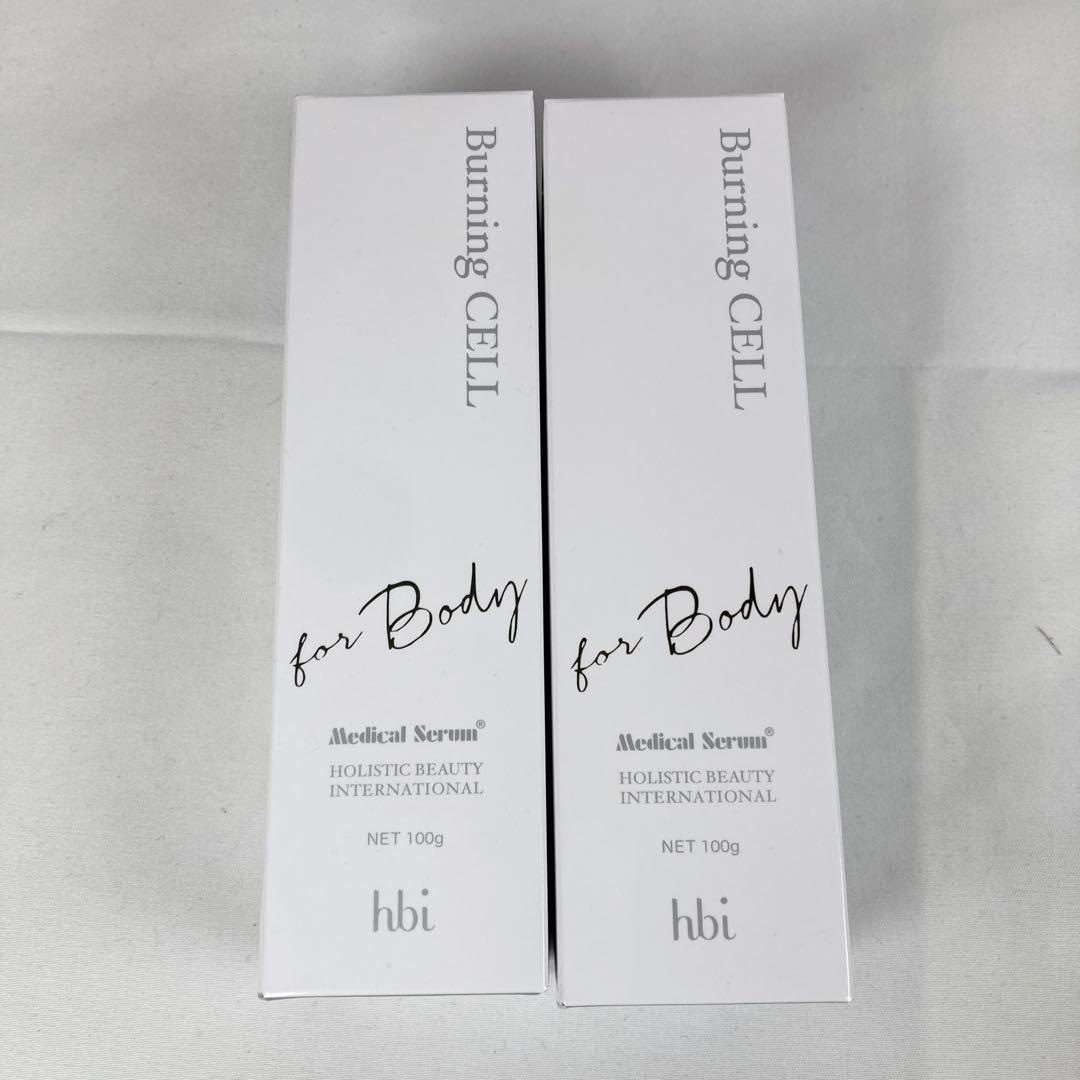 Burning CELL
for Body
Medical Serum®
HOLISTIC BEAUTY
INTERNATIONAL
NET 100g
hbi
Burning CELL
for Body
Medical Serum®
HOLISTIC BEAUTY
INTERNATIONAL
NET 100g
hbi